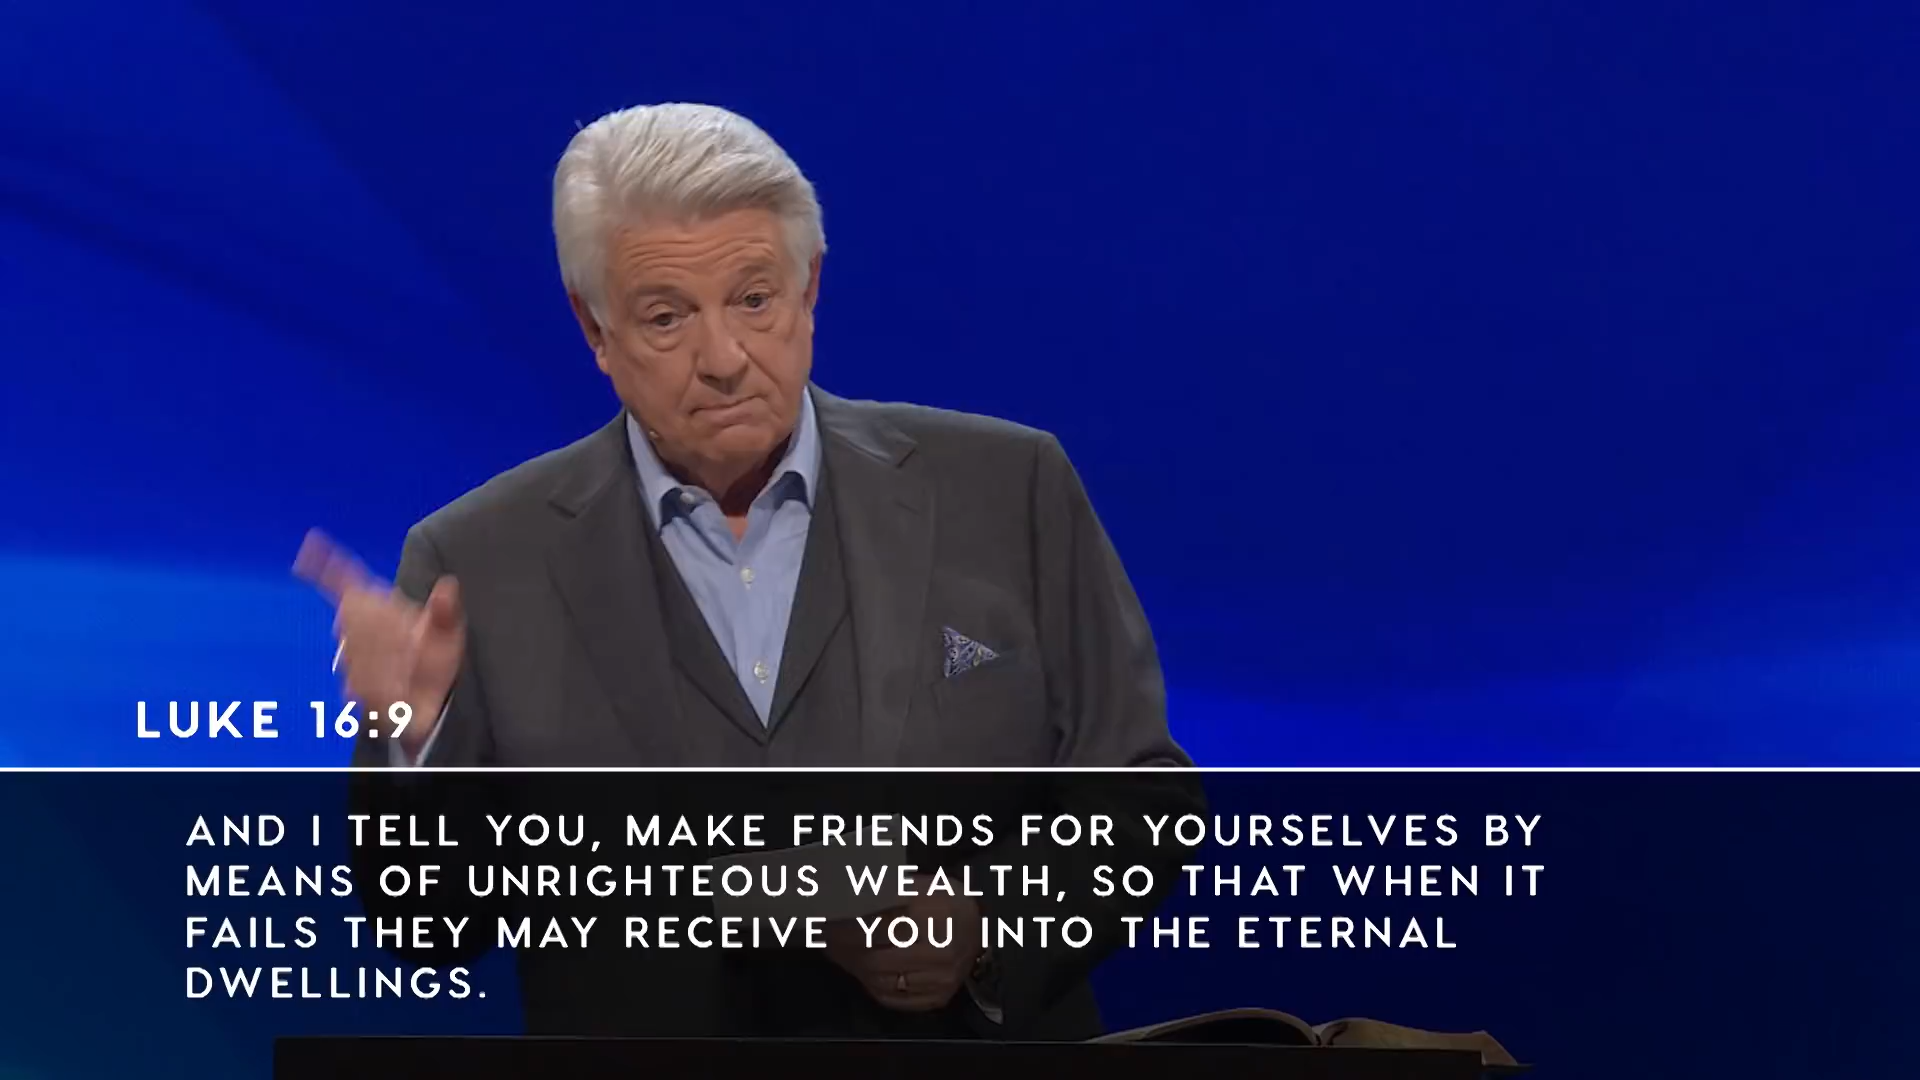 LUKE 16:9
AND I TELL YOU, MAKE FRIENDS FOR YOURSELVES BY
MEANS OF UNRIGHTEOUS WEALTH, SO THAT WHEN IT
FAILS THEY MAY RECEIVE YOU INTO THE ETERNAL
DWELLINGS.